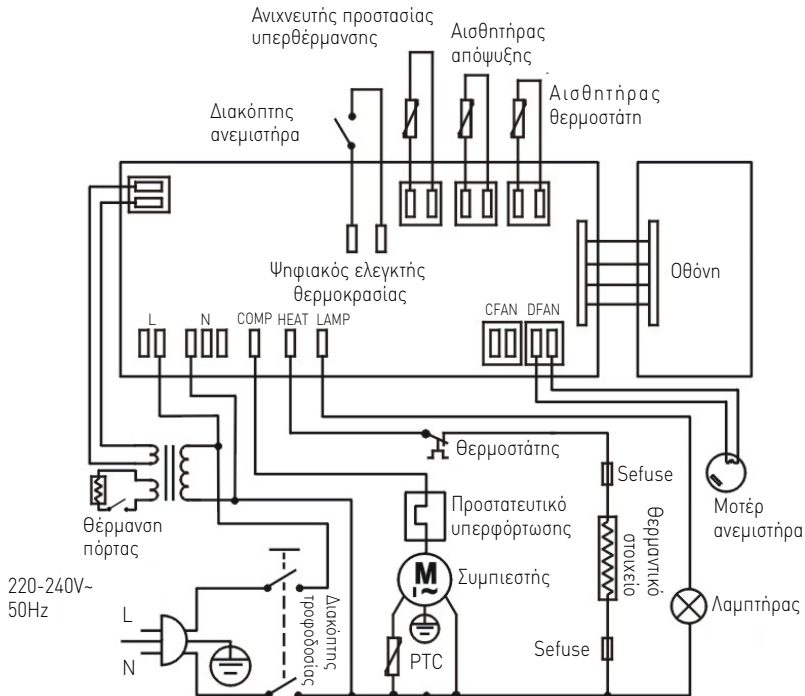 Ανιχνευτής προστασίας
υπερθέρμανσης
Αισθητήρας
απόψυξης
Αισθητήρας
θερμοστάτη
Διακόπτης
ανεμιστήρα
Ψηφιακός ελεγκτής
θερμοκρασίας
Οθόνη
L
N
COMP
HEAT
LAMP
CFAN
DFAN
Θερμοστάτης
Sefuse
Προστατευτικό
υπερφόρτωσης
Θερμαντικό
στοιχείο
Μοτέρ
ανεμιστήρα
Θέρμανση
πόρτας
M
1~
Συμπιεστής
220-240V~
50Hz
L
N
Διακόπτης
τροφοδοσίας
PTC
Sefuse
Λαμπτήρας